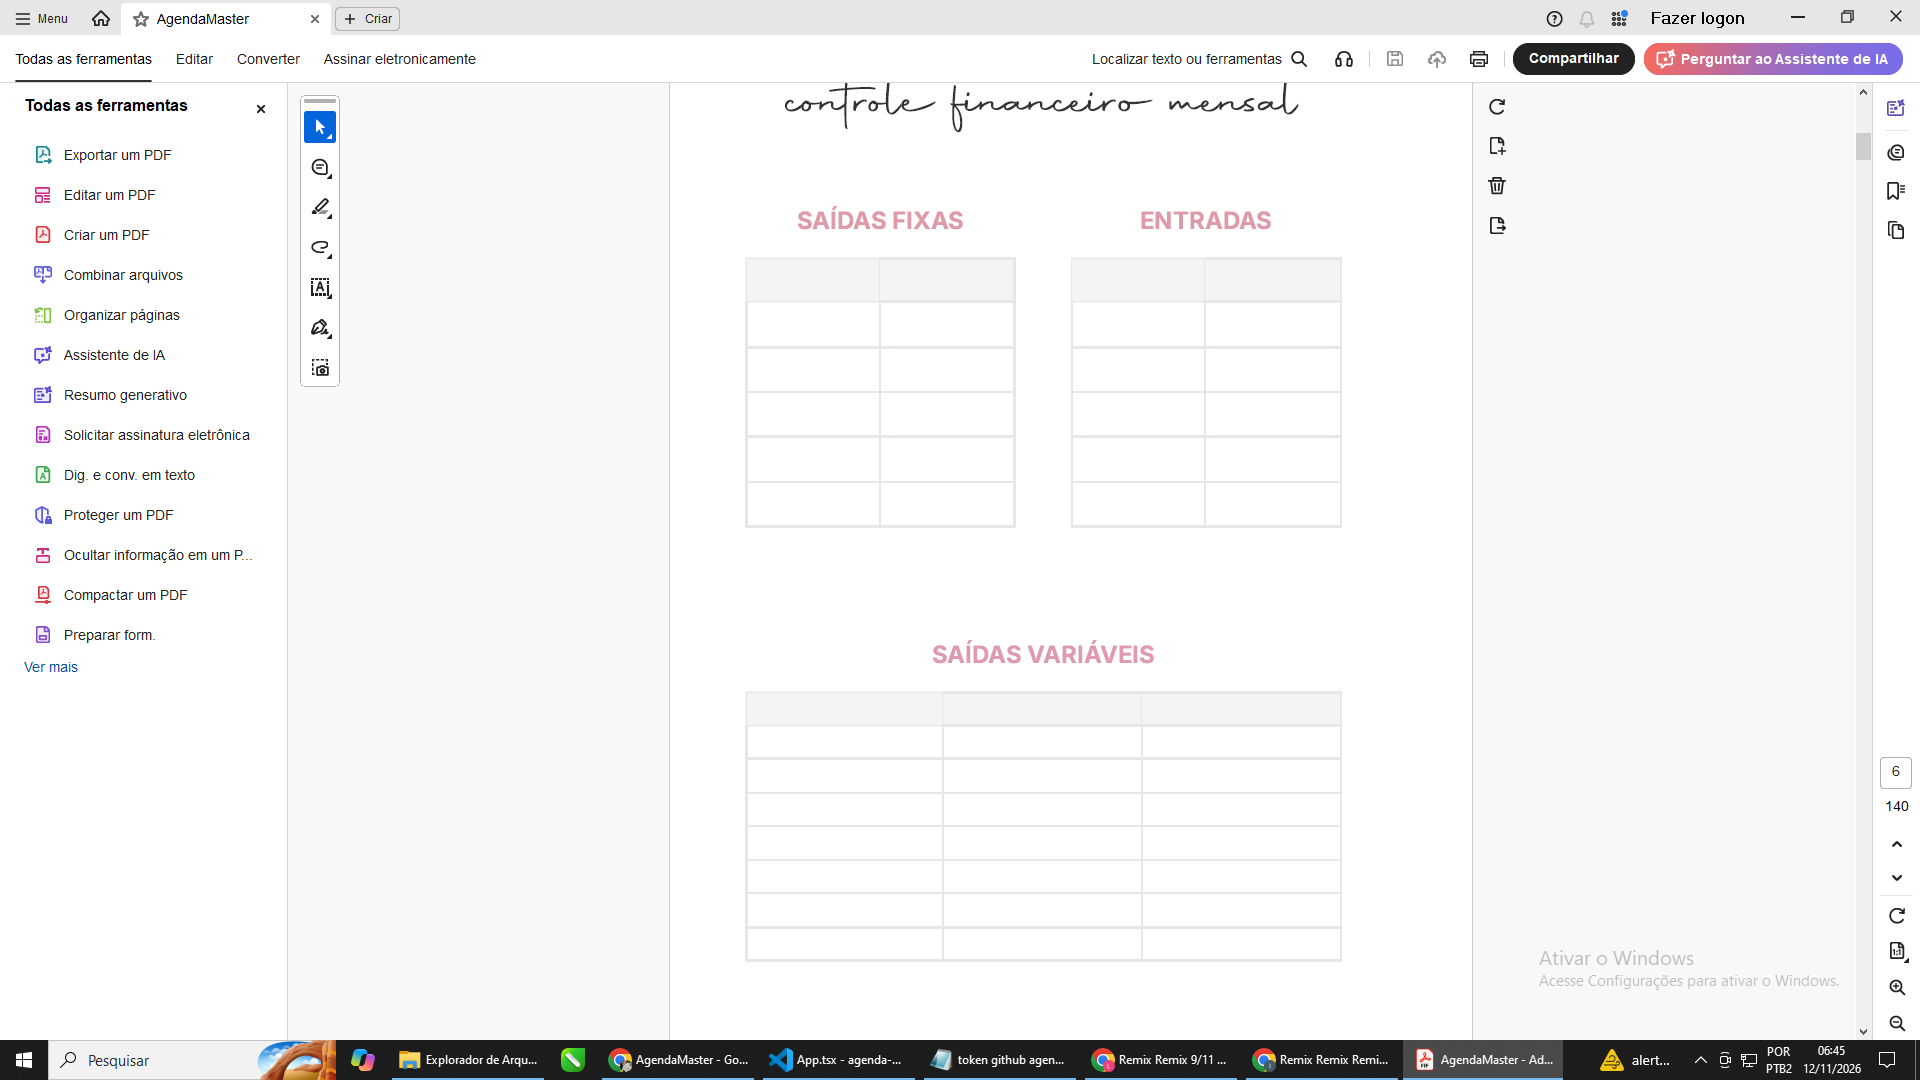 Menu
AgendaMaster
Criar
Fazer logon
Todas as ferramentas
Editar
Converter
Assinar eletronicamente
Localizar texto ou ferramentas
Compartilhar
Perguntar ao Assistente de IA
Todas as ferramentas
Exportar um PDF
Editar um PDF
Criar um PDF
Combinar arquivos
Organizar páginas
Assistente de IA
Resumo generativo
Solicitar assinatura eletrônica
Dig. e conv. em texto
Proteger um PDF
Ocultar informação em um P...
Compactar um PDF
Preparar form.
Ver mais
controle financeiro mensal
SAÍDAS FIXAS
ENTRADAS
SAÍDAS VARIÁVEIS
6
140
Ativar o Windows
Acesse Configurações para ativar o Windows.
Pesquisar
Explorador de Arqu...
AgendaMaster - Go...
App.tsx - agenda-...
token github agen...
Remix Remix 9/11 ...
Remix Remix Remi...
AgendaMaster - Ad...
alert...
POR
PTB2
06:45
12/11/2026